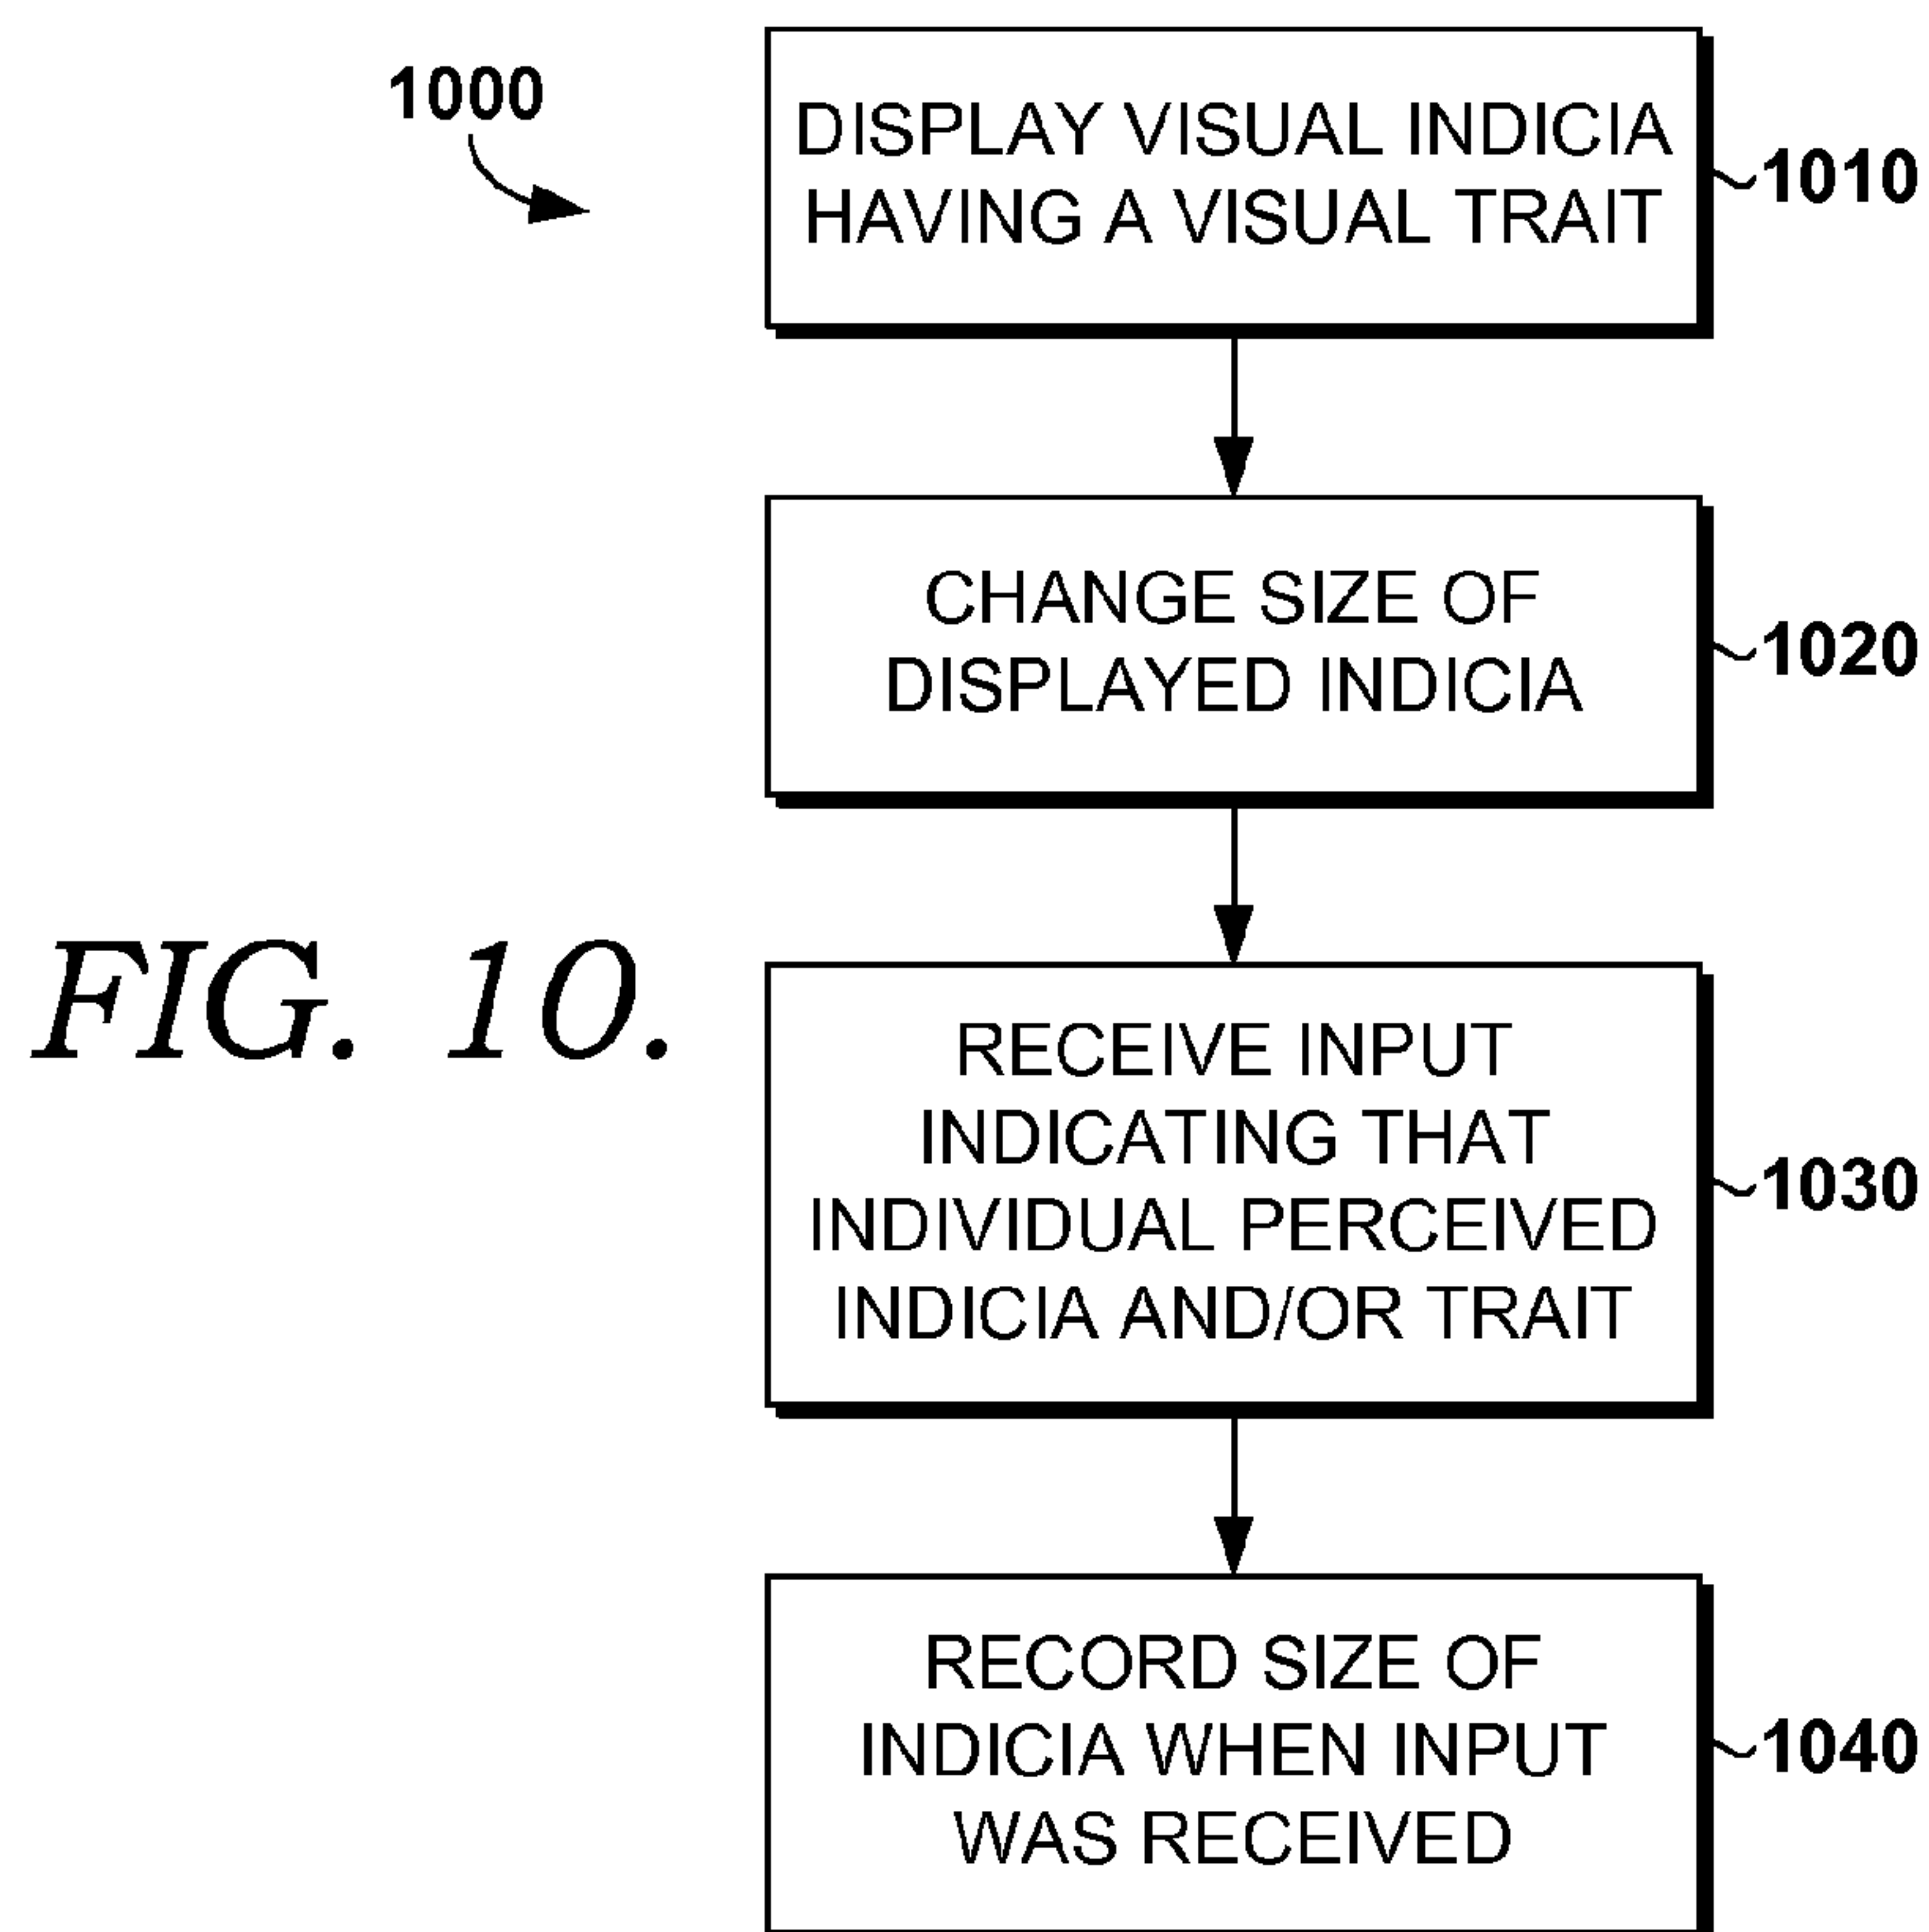 1000
DISPLAY VISUAL INDICIA
HAVING A VISUAL TRAIT
1010
CHANGE SIZE OF
DISPLAYED INDICIA
1020
FIG. 10.
RECEIVE INPUT
INDICATING THAT
INDIVIDUAL PERCEIVED
INDICIA AND/OR TRAIT
1030
RECORD SIZE OF
INDICIA WHEN INPUT
WAS RECEIVED
1040